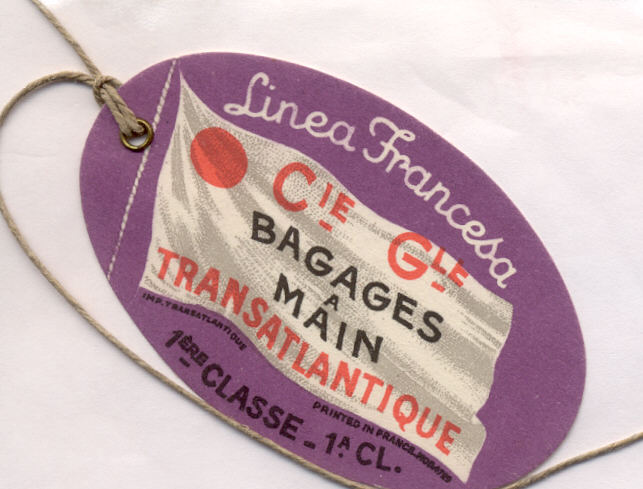 Linea Francesa
Cie Gle
BAGAGES
A
MAIN
TRANSATLANTIQUE
IMP. TRANSATLANTIQUE
1ÈRE CLASSE - 1A CL.
PRINTED IN FRANCE